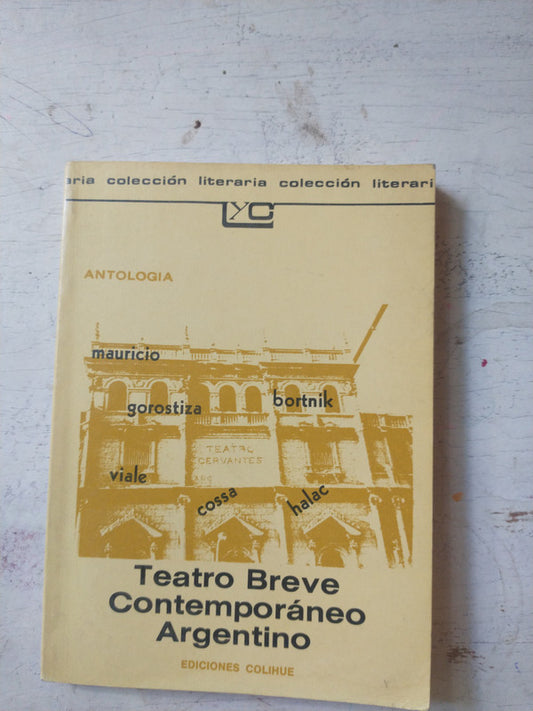 aria colección literaria colección literari
LyC
ANTOLOGIA
mauricio
gorostiza
bortnik
TEATRO
CERVANTES
viale
cossa
halac
Teatro Breve
Contemporáneo
Argentino
EDICIONES COLIHUE